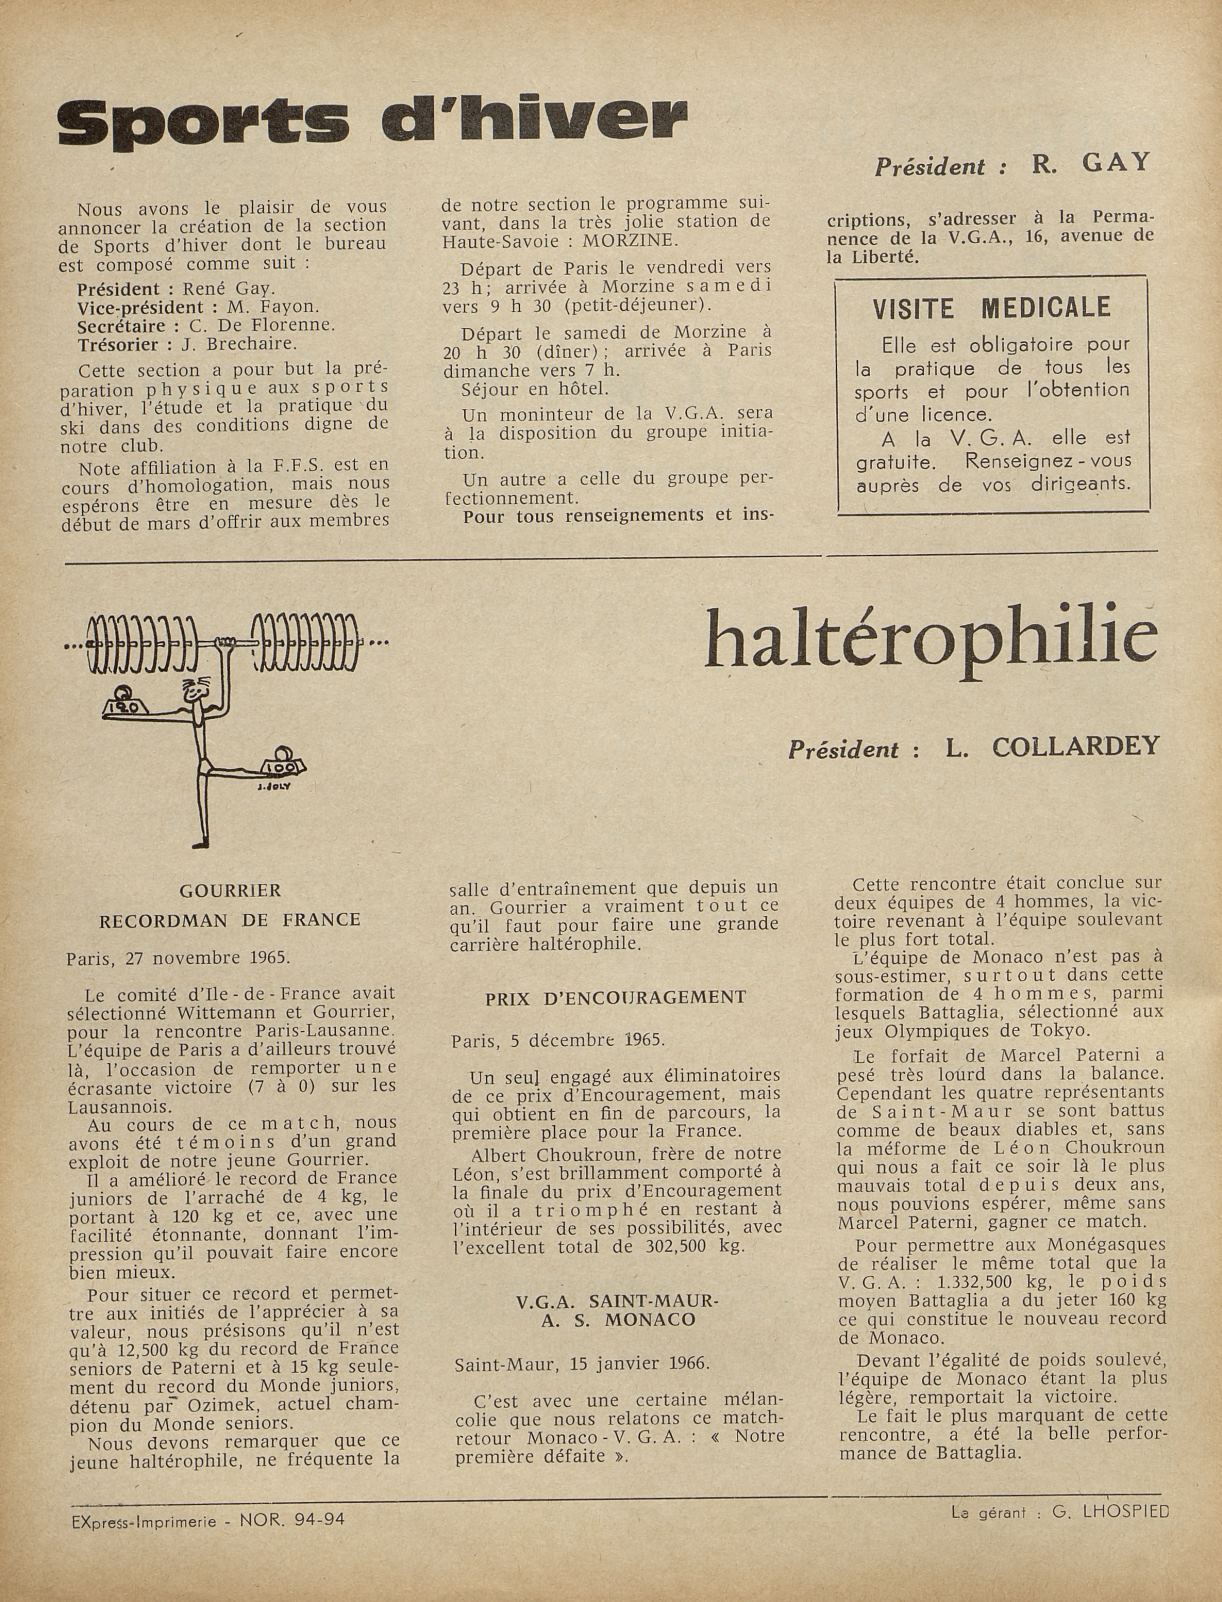 Sports d'hiver
Président : R. GAY
Nous avons le plaisir de vous
annoncer la création de la section
de Sports d'hiver dont le bureau
est composé comme suit :
Président : René Gay.
Vice-président : M. Fayon.
Secrétaire : C. De Florenne.
Trésorier : J. Brechaire.
Cette section a pour but la pré-
paration physique aux sports
d'hiver, l'étude et la pratique du
ski dans des conditions digne de
notre club.
Note affiliation à la F.F.S. est en
cours d'homologation, mais nous
espérons être en mesure dès le
début de mars d'offrir aux membres
de notre section le programme sui-
vant, dans la très jolie station de
Haute-Savoie : MORZINE.
Départ de Paris le vendredi vers
23 h ; arrivée à Morzine samedi
vers 9 h 30 (petit-déjeuner).
Départ le samedi de Morzine à
20 h 30 (dîner) ; arrivée à Paris
dimanche vers 7 h.
Séjour en hôtel.
Un moninteur de la V.G.A. sera
à la disposition du groupe initia-
tion.
Un autre a celle du groupe per-
fectionnement.
Pour tous renseignements et ins-
criptions, s'adresser à la Perma-
nence de la V.G.A., 16, avenue de
la Liberté.
VISITE MEDICALE
Elle est obligatoire pour
la pratique de tous les
sports et pour l'obtention
d'une licence.
A la V.G.A. elle est
gratuite. Renseignez-vous
auprès de vos dirigeants.
haltérophilie
120
100
J. JOLY
Président : L. COLLARDEY
GOURRIER
RECORDMAN DE FRANCE
Paris, 27 novembre 1965.
Le comité d'Ile-de-France avait
sélectionné Wittemann et Gourrier,
pour la rencontre Paris-Lausanne.
L'équipe de Paris a d'ailleurs trouvé
là, l'occasion de remporter une
écrasante victoire (7 à 0) sur les
Lausannois.
Au cours de ce match, nous
avons été témoins d'un grand
exploit de notre jeune Gourrier.
Il a amélioré le record de France
juniors de l'arraché de 4 kg, le
portant à 120 kg et ce, avec une
facilité étonnante, donnant l'im-
pression qu'il pouvait faire encore
bien mieux.
Pour situer ce record et permet-
tre aux initiés de l'apprécier à sa
valeur, nous présisons qu'il n'est
qu'à 12,500 kg du record de France
seniors de Paterni et à 15 kg seule-
ment du record du Monde juniors,
détenu par Ozimek, actuel cham-
pion du Monde seniors.
Nous devons remarquer que ce
jeune haltérophile, ne fréquente la
salle d'entraînement que depuis un
an. Gourrier a vraiment tout ce
qu'il faut pour faire une grande
carrière haltérophile.
PRIX D'ENCOURAGEMENT
Paris, 5 décembre 1965.
Un seul engagé aux éliminatoires
de ce prix d'Encouragement, mais
qui obtient en fin de parcours, la
première place pour la France.
Albert Choukroun, frère de notre
Léon, s'est brillamment comporté à
la finale du prix d'Encouragement
où il a triomphé en restant à
l'intérieur de ses possibilités, avec
l'excellent total de 302,500 kg.
V.G.A. SAINT-MAUR-
A. S. MONACO
Saint-Maur, 15 janvier 1966.
C'est avec une certaine mélan-
colie que nous relatons ce match-
retour Monaco-V.G.A. : « Notre
première défaite ».
Cette rencontre était conclue sur
deux équipes de 4 hommes, la vic-
toire revenant à l'équipe soulevant
le plus fort total.
L'équipe de Monaco n'est pas à
sous-estimer, surtout dans cette
formation de 4 hommes, parmi
lesquels Battaglia, sélectionné aux
jeux Olympiques de Tokyo.
Le forfait de Marcel Paterni a
pesé très lourd dans la balance.
Cependant les quatre représentants
de Saint-Maur se sont battus
comme de beaux diables et, sans
la méforme de Léon Choukroun
qui nous a fait ce soir là le plus
mauvais total depuis deux ans,
nous pouvions espérer, même sans
Marcel Paterni, gagner ce match.
Pour permettre aux Monégasques
de réaliser le même total que la
V.G.A. : 1.332,500 kg, le poids
moyen Battaglia a du jeter 160 kg
ce qui constitue le nouveau record
de Monaco.
Devant l'égalité de poids soulevé,
l'équipe de Monaco étant la plus
légère, remportait la victoire.
Le fait le plus marquant de cette
rencontre, a été la belle perfor-
mance de Battaglia.
EXpress-Imprimerie - NOR. 94-94
Le gérant : G. LHOSPIED